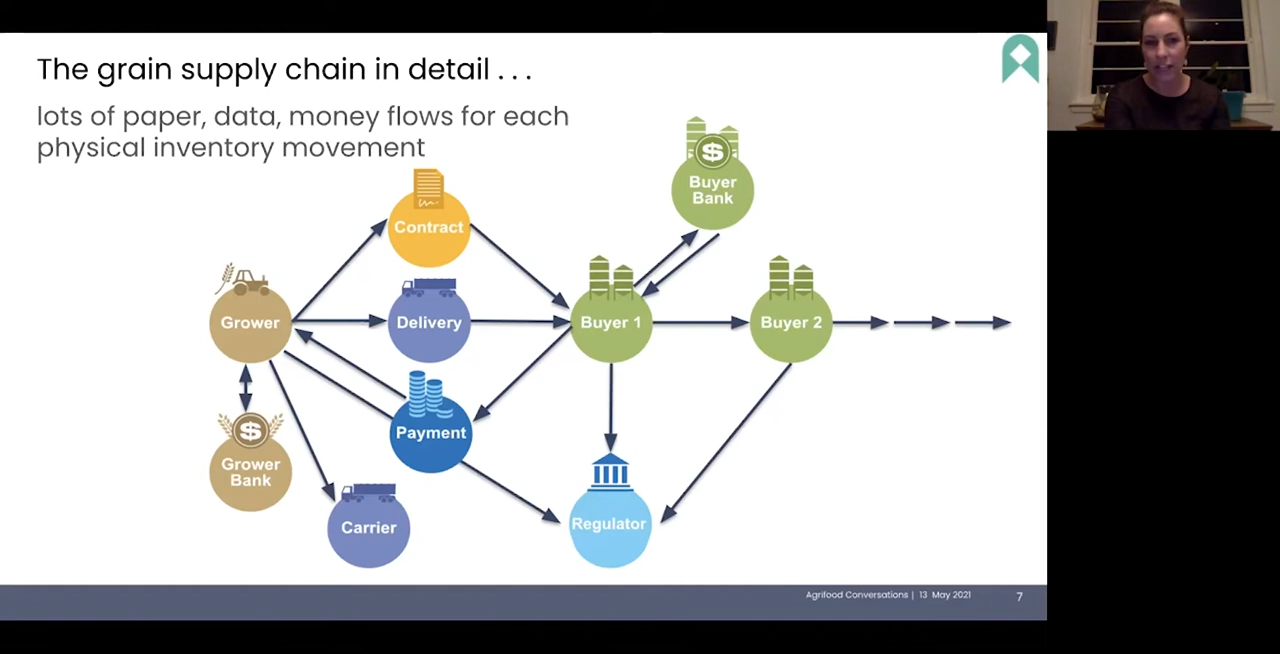 The grain supply chain in detail . . .
lots of paper, data, money flows for each
physical inventory movement
$
Buyer
Bank
Contract
Grower
Delivery
Buyer 1
Buyer 2
Payment
$
Grower
Bank
Carrier
Regulator
Agrifood Conversations | 13 May 2021
7